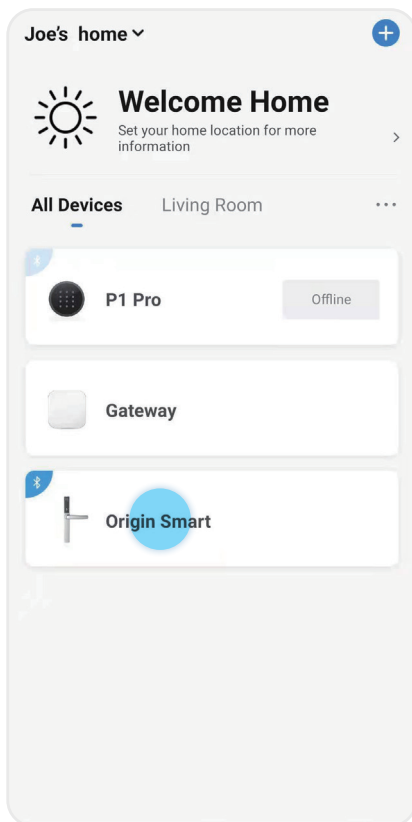 Joe's home
Welcome Home
Set your home location for more
information
All Devices Living Room
P1 Pro
Offline
Gateway
Origin Smart